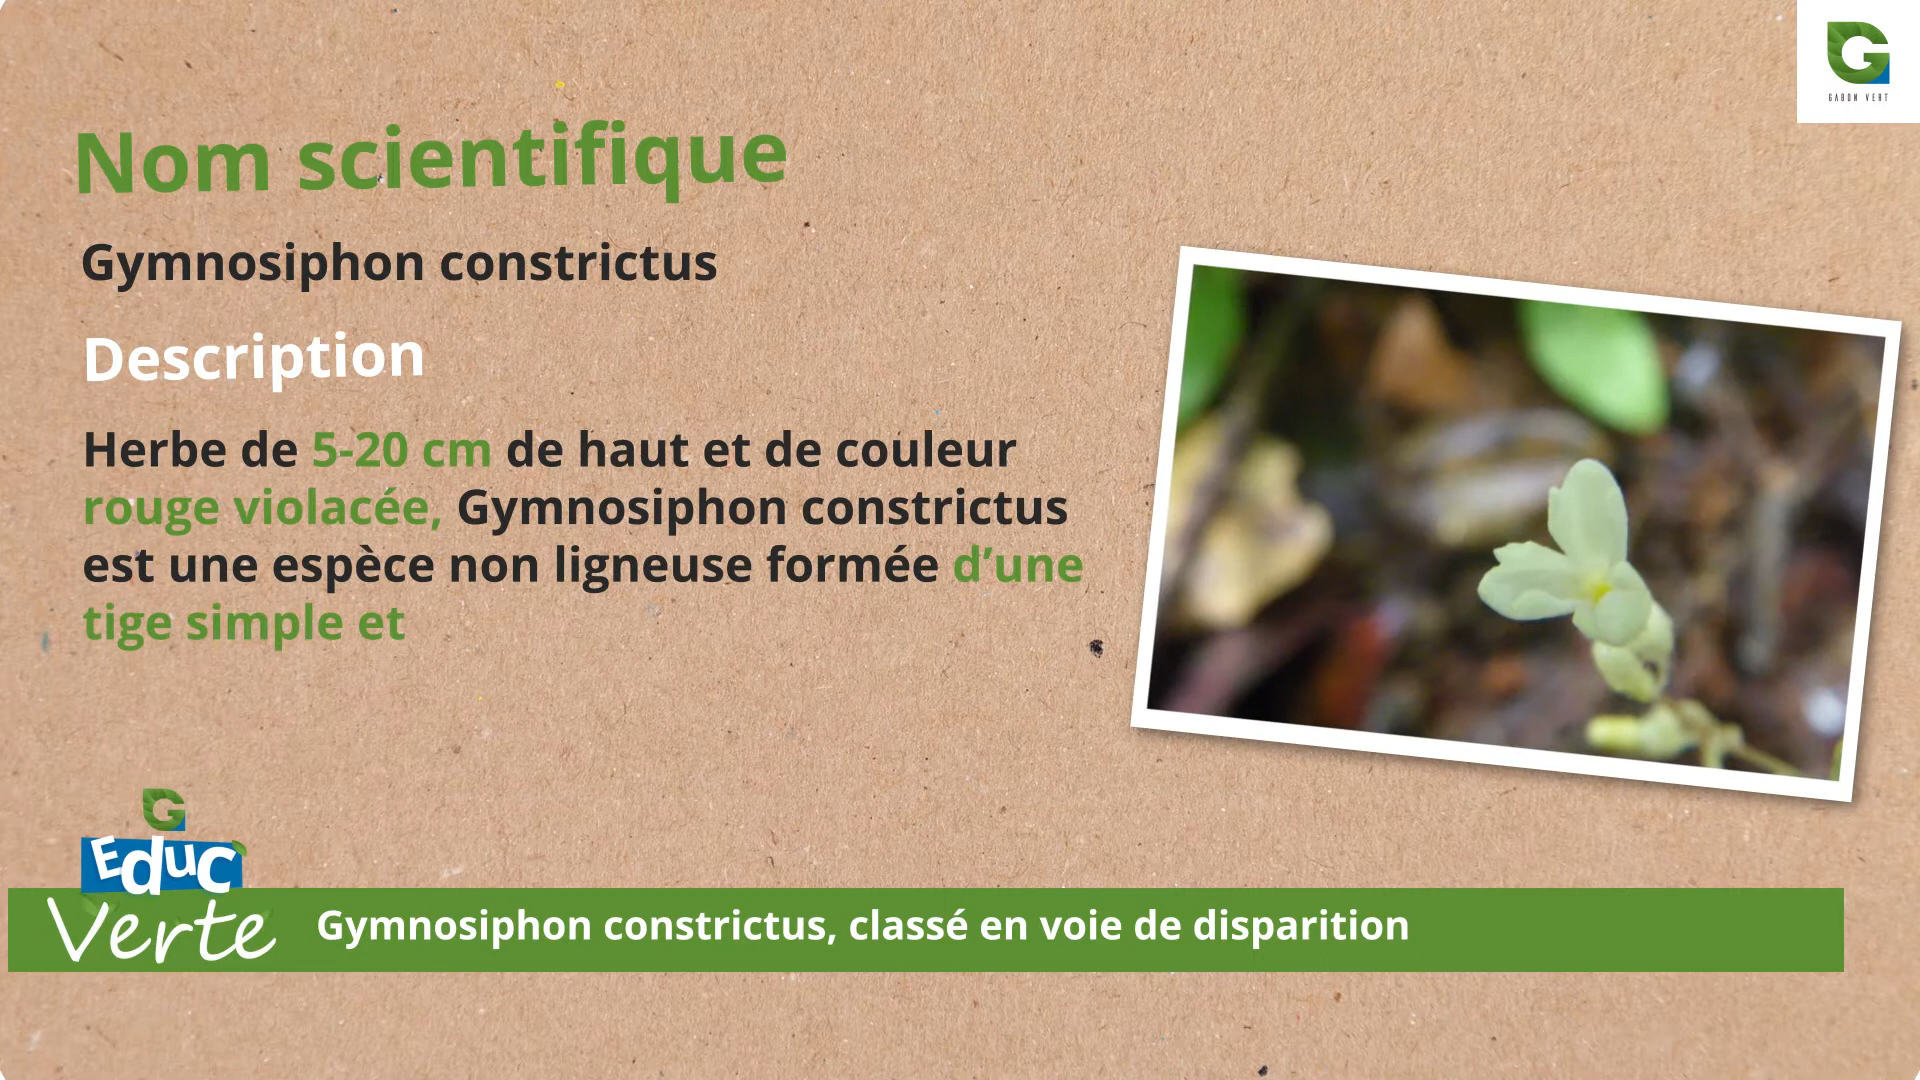 GABON VERT
Nom scientifique
Gymnosiphon constrictus
Description
Herbe de 5-20 cm de haut et de couleur
rouge violacée, Gymnosiphon constrictus
est une espèce non ligneuse formée d’une
tige simple et
Educ
Verte
Gymnosiphon constrictus, classé en voie de disparition